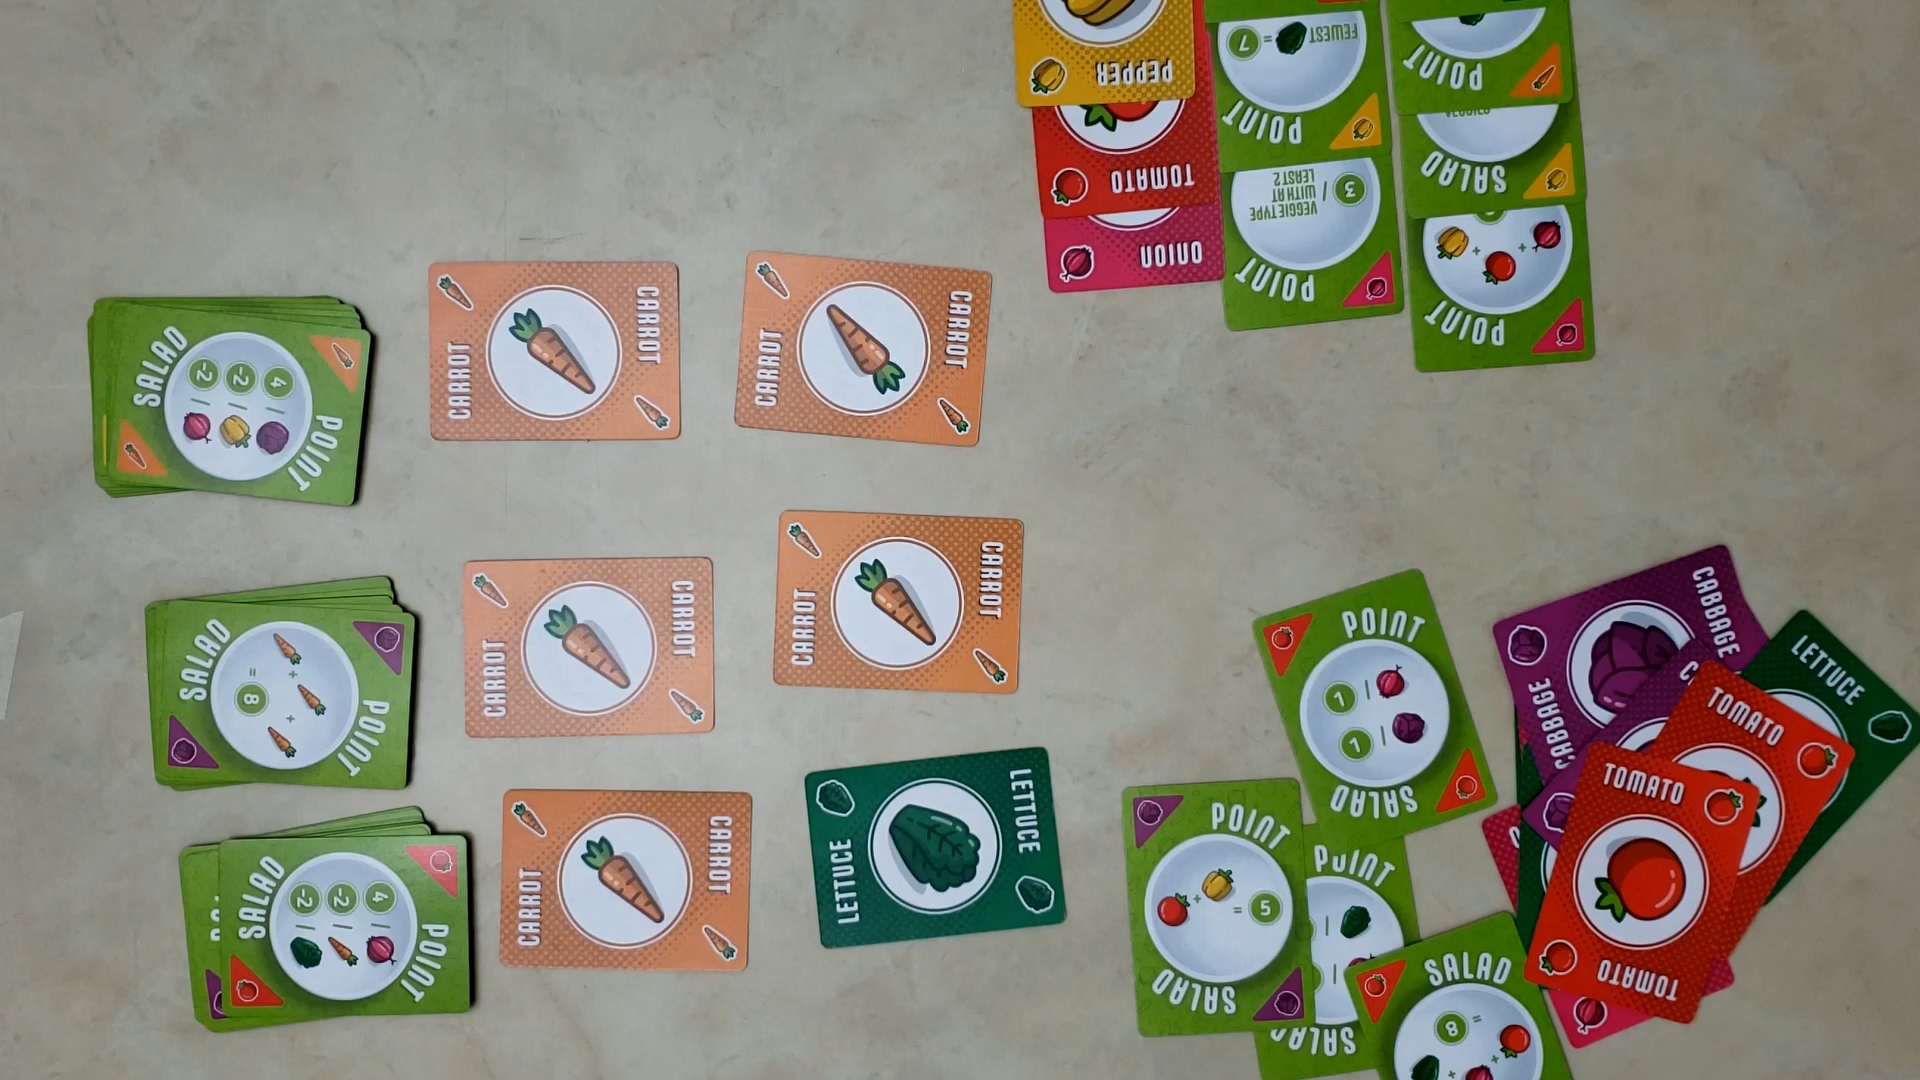 PEPPER
TOMATO
ONION
FEWEST
= 7
POINT
VEGGIE TYPE
WITH AT
LEAST 2
/ 3
POINT
POINT
SALAD
POINT
SALAD
4 / -2 / -2 /
POINT
CARROT
CARROT
CARROT
CARROT
SALAD
+ + = 8
POINT
CARROT
CARROT
CARROT
CARROT
SALAD
4 / -2 / -2 /
POINT
CARROT
CARROT
LETTUCE
LETTUCE
POINT
1 /
1 /
SALAD
POINT
+ = 5
SALAD
POINT
SALAD
SALAD
8 =
+ +
CABBAGE
CABBAGE
LETTUCE
TOMATO
TOMATO
TOMATO